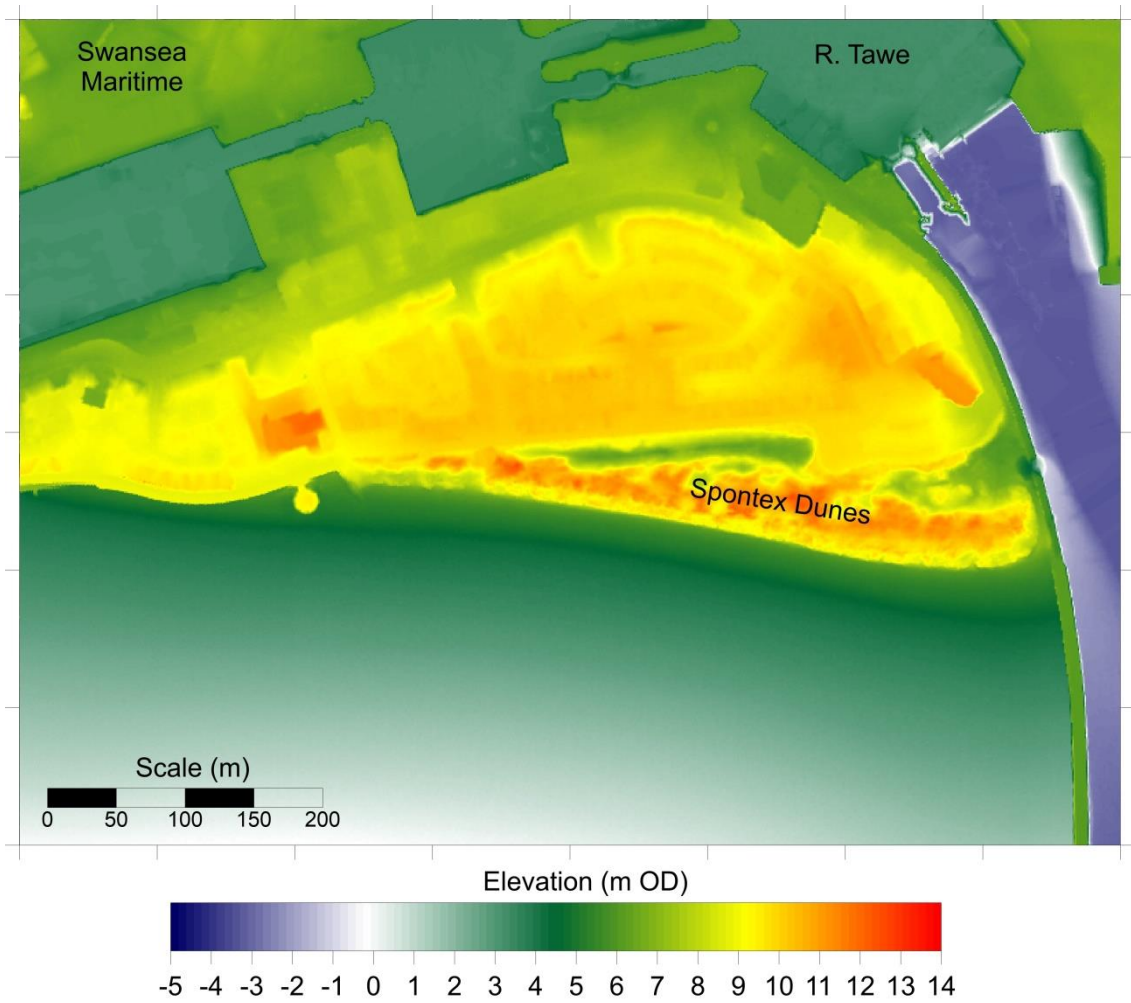 Swansea
Maritime
R. Tawe
Spontex Dunes
Scale (m)
0 50 100 150 200
Elevation (m OD)
-5 -4 -3 -2 -1 0 1 2 3 4 5 6 7 8 9 10 11 12 13 14